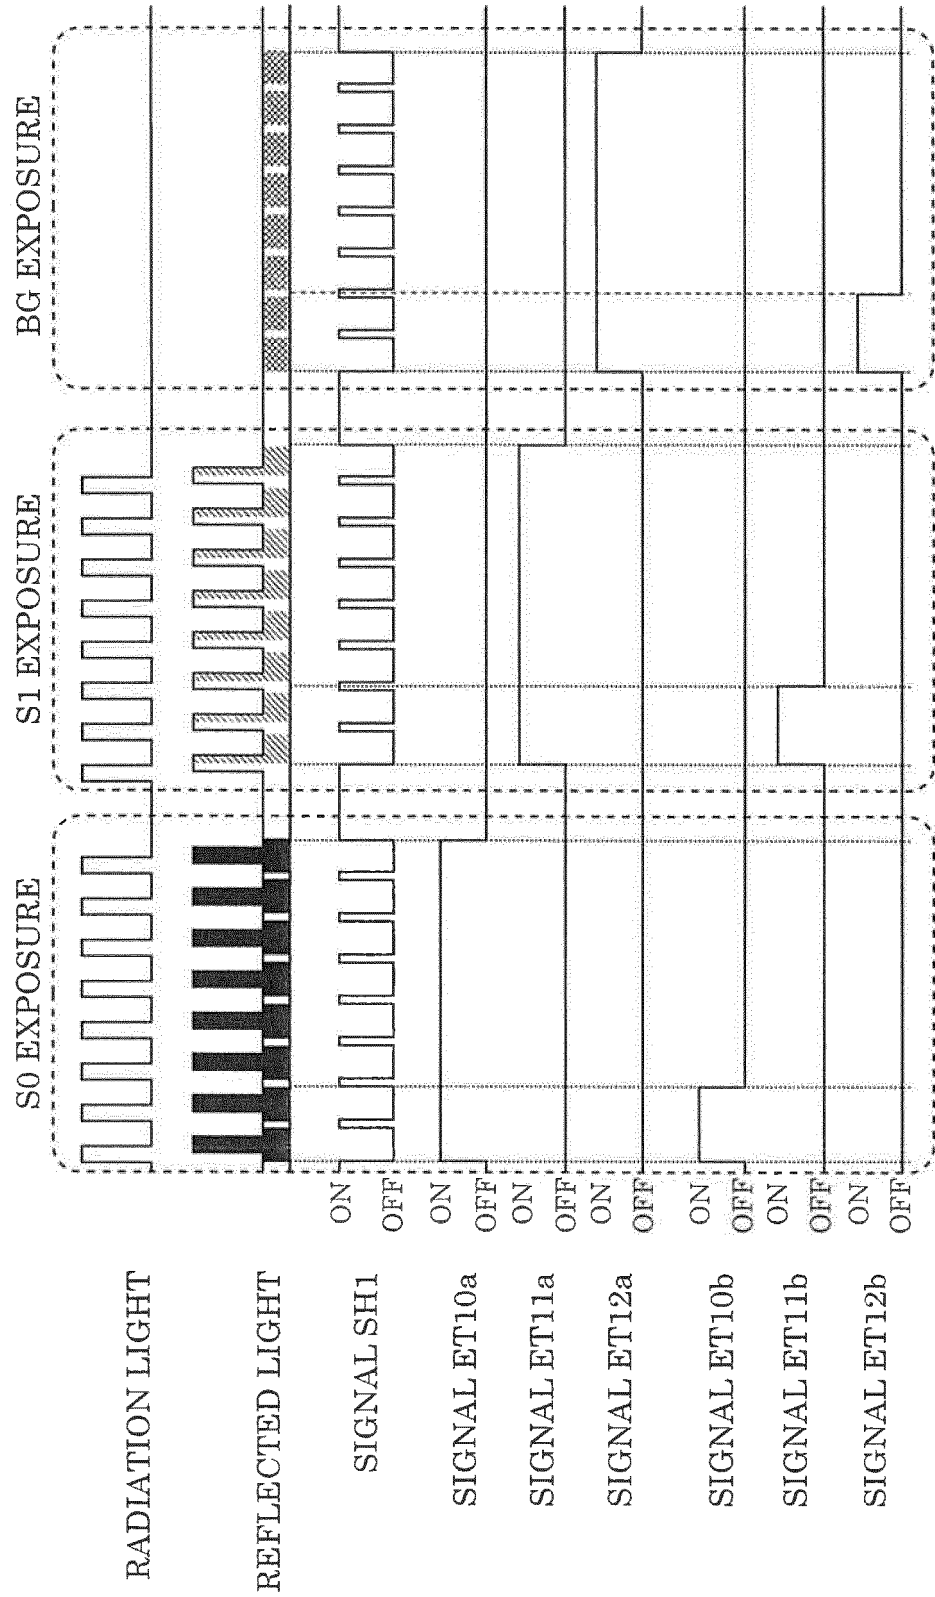 S0 EXPOSURE
S1 EXPOSURE
BG EXPOSURE
RADIATION LIGHT
REFLECTED LIGHT
SIGNAL SH1
ON
OFF
SIGNAL ET10a
ON
OFF
SIGNAL ET11a
ON
OFF
SIGNAL ET12a
ON
OFF
SIGNAL ET10b
ON
OFF
SIGNAL ET11b
ON
OFF
SIGNAL ET12b
ON
OFF